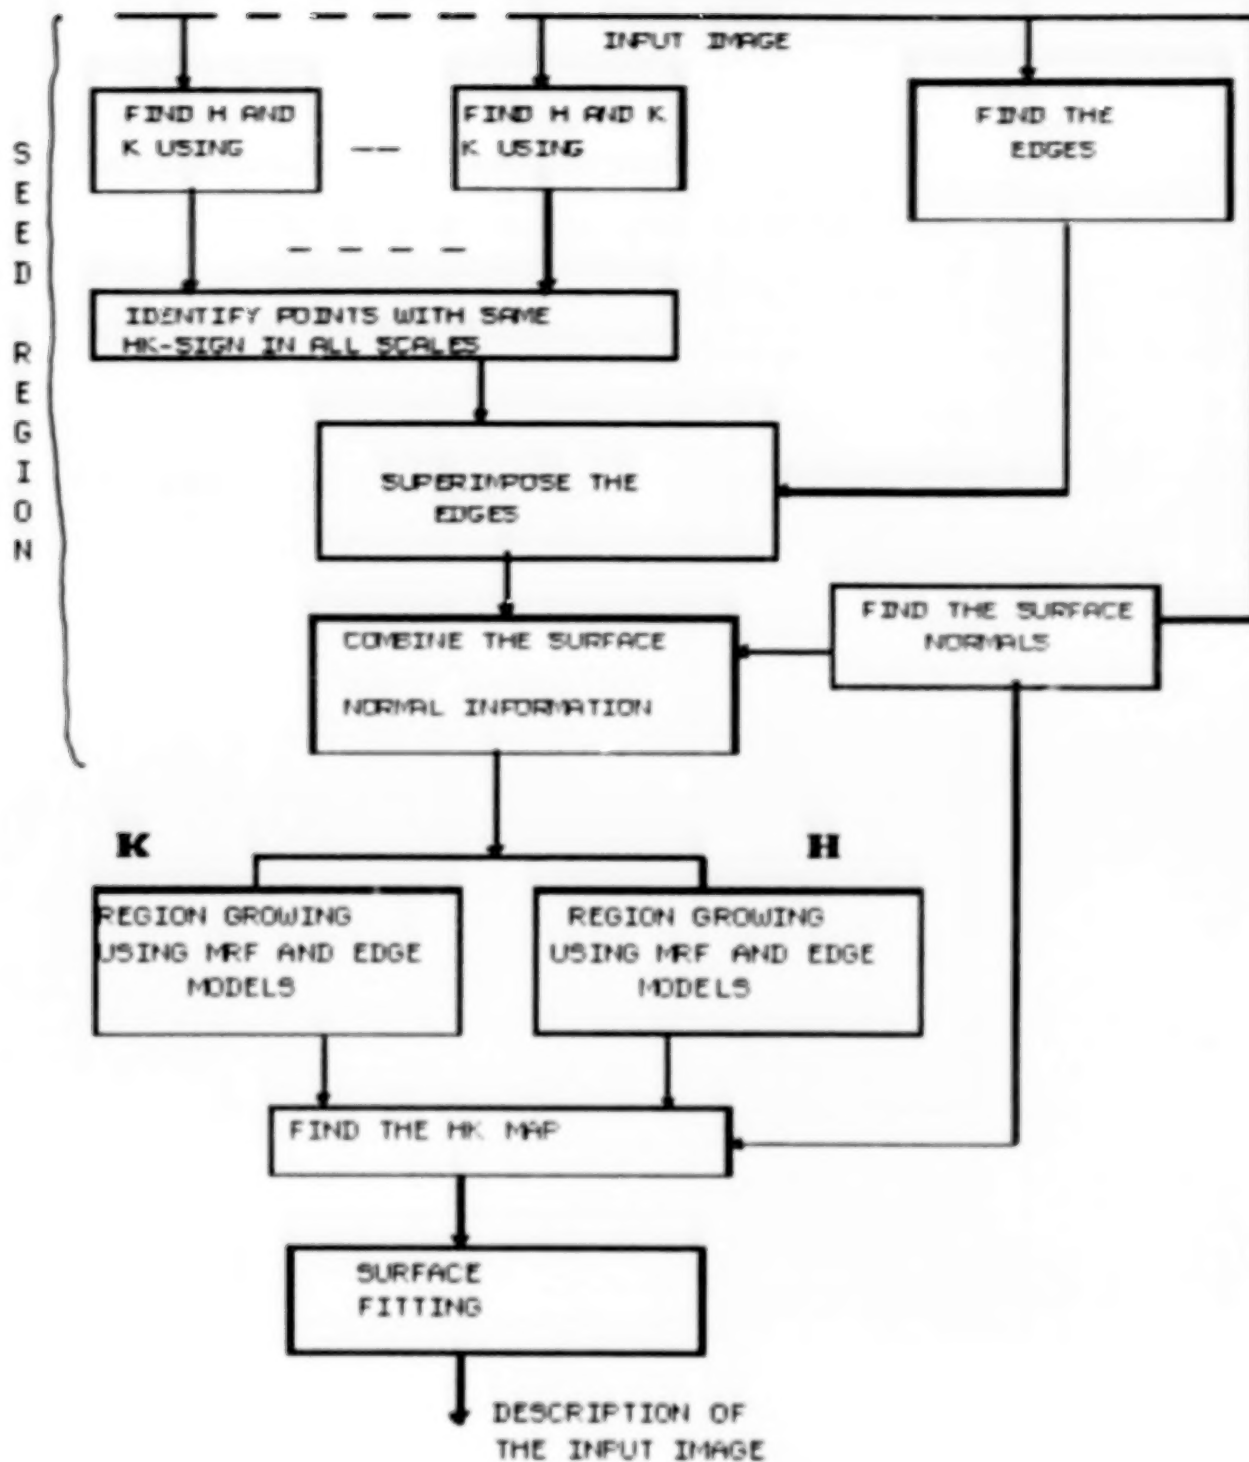 INPUT IMAGE
FIND H AND
K USING
FIND H AND K
K USING
FIND THE
EDGES
SEED REGION
IDENTIFY POINTS WITH SAME
HK-SIGN IN ALL SCALES
SUPERIMPOSE THE
EDGES
FIND THE SURFACE
NORMALS
COMBINE THE SURFACE
NORMAL INFORMATION
K
H
REGION GROWING
USING MRF AND EDGE
MODELS
REGION GROWING
USING MRF AND EDGE
MODELS
FIND THE HK MAP
SURFACE
FITTING
DESCRIPTION OF
THE INPUT IMAGE